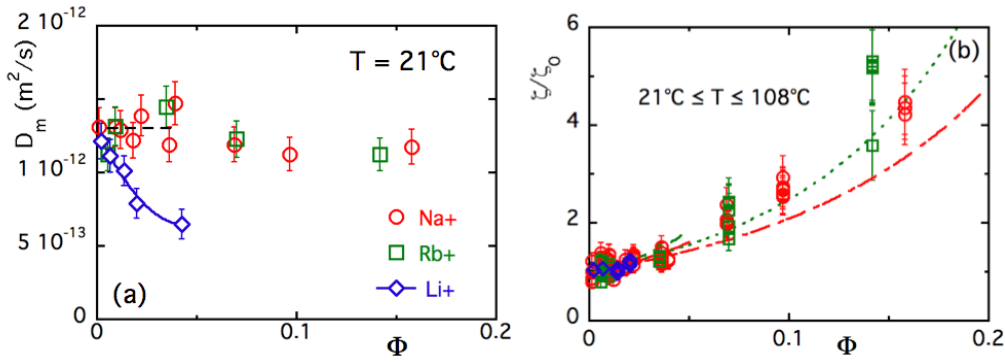 2 10⁻¹²
T = 21°C
Dₘ (m²/s)
1 10⁻¹²
5 10⁻¹³
Na+
Rb+
Li+
(a)
0
0 0.1 0.2
Φ
6
(b)
ζ/ζ₀
21°C ≤ T ≤ 108°C
4
2
0
0 0.1 0.2
Φ